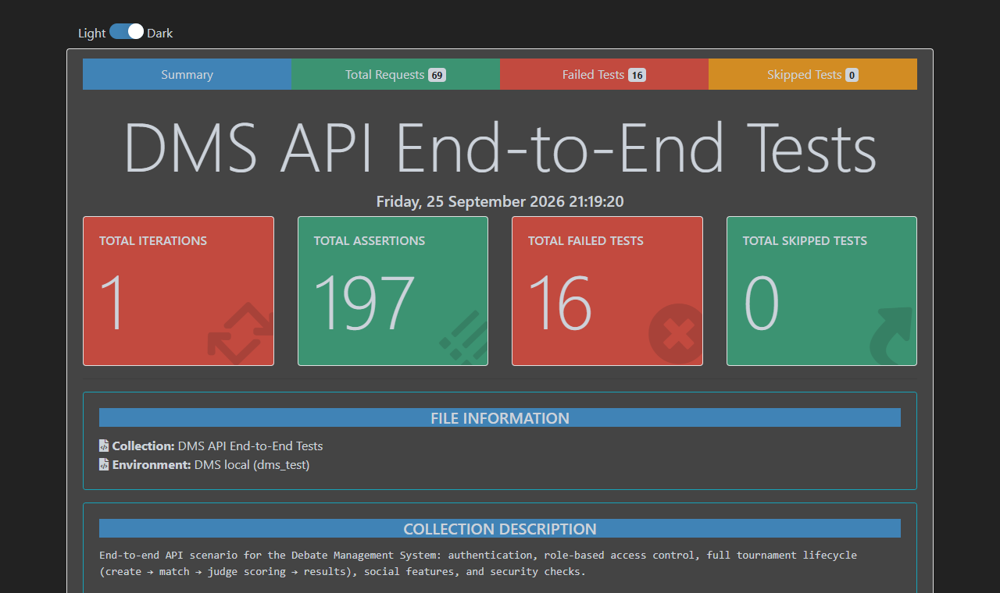 Light Dark
Summary
Total Requests 69
Failed Tests 16
Skipped Tests 0
DMS API End-to-End Tests
Friday, 25 September 2026 21:19:20
TOTAL ITERATIONS
1
TOTAL ASSERTIONS
197
TOTAL FAILED TESTS
16
TOTAL SKIPPED TESTS
0
FILE INFORMATION
Collection: DMS API End-to-End Tests
Environment: DMS local (dms_test)
COLLECTION DESCRIPTION
End-to-end API scenario for the Debate Management System: authentication, role-based access control, full tournament lifecycle
(create → match → judge scoring → results), social features, and security checks.